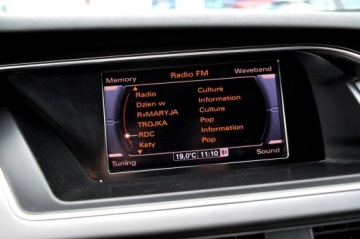 Memory Radio FM Waveband
Radio Culture
Dzien w Information
R+MARYJA Culture
TROJKA Pop
RDC Information
Katy Pop
Tuning 19,0°C 11:10 Sound